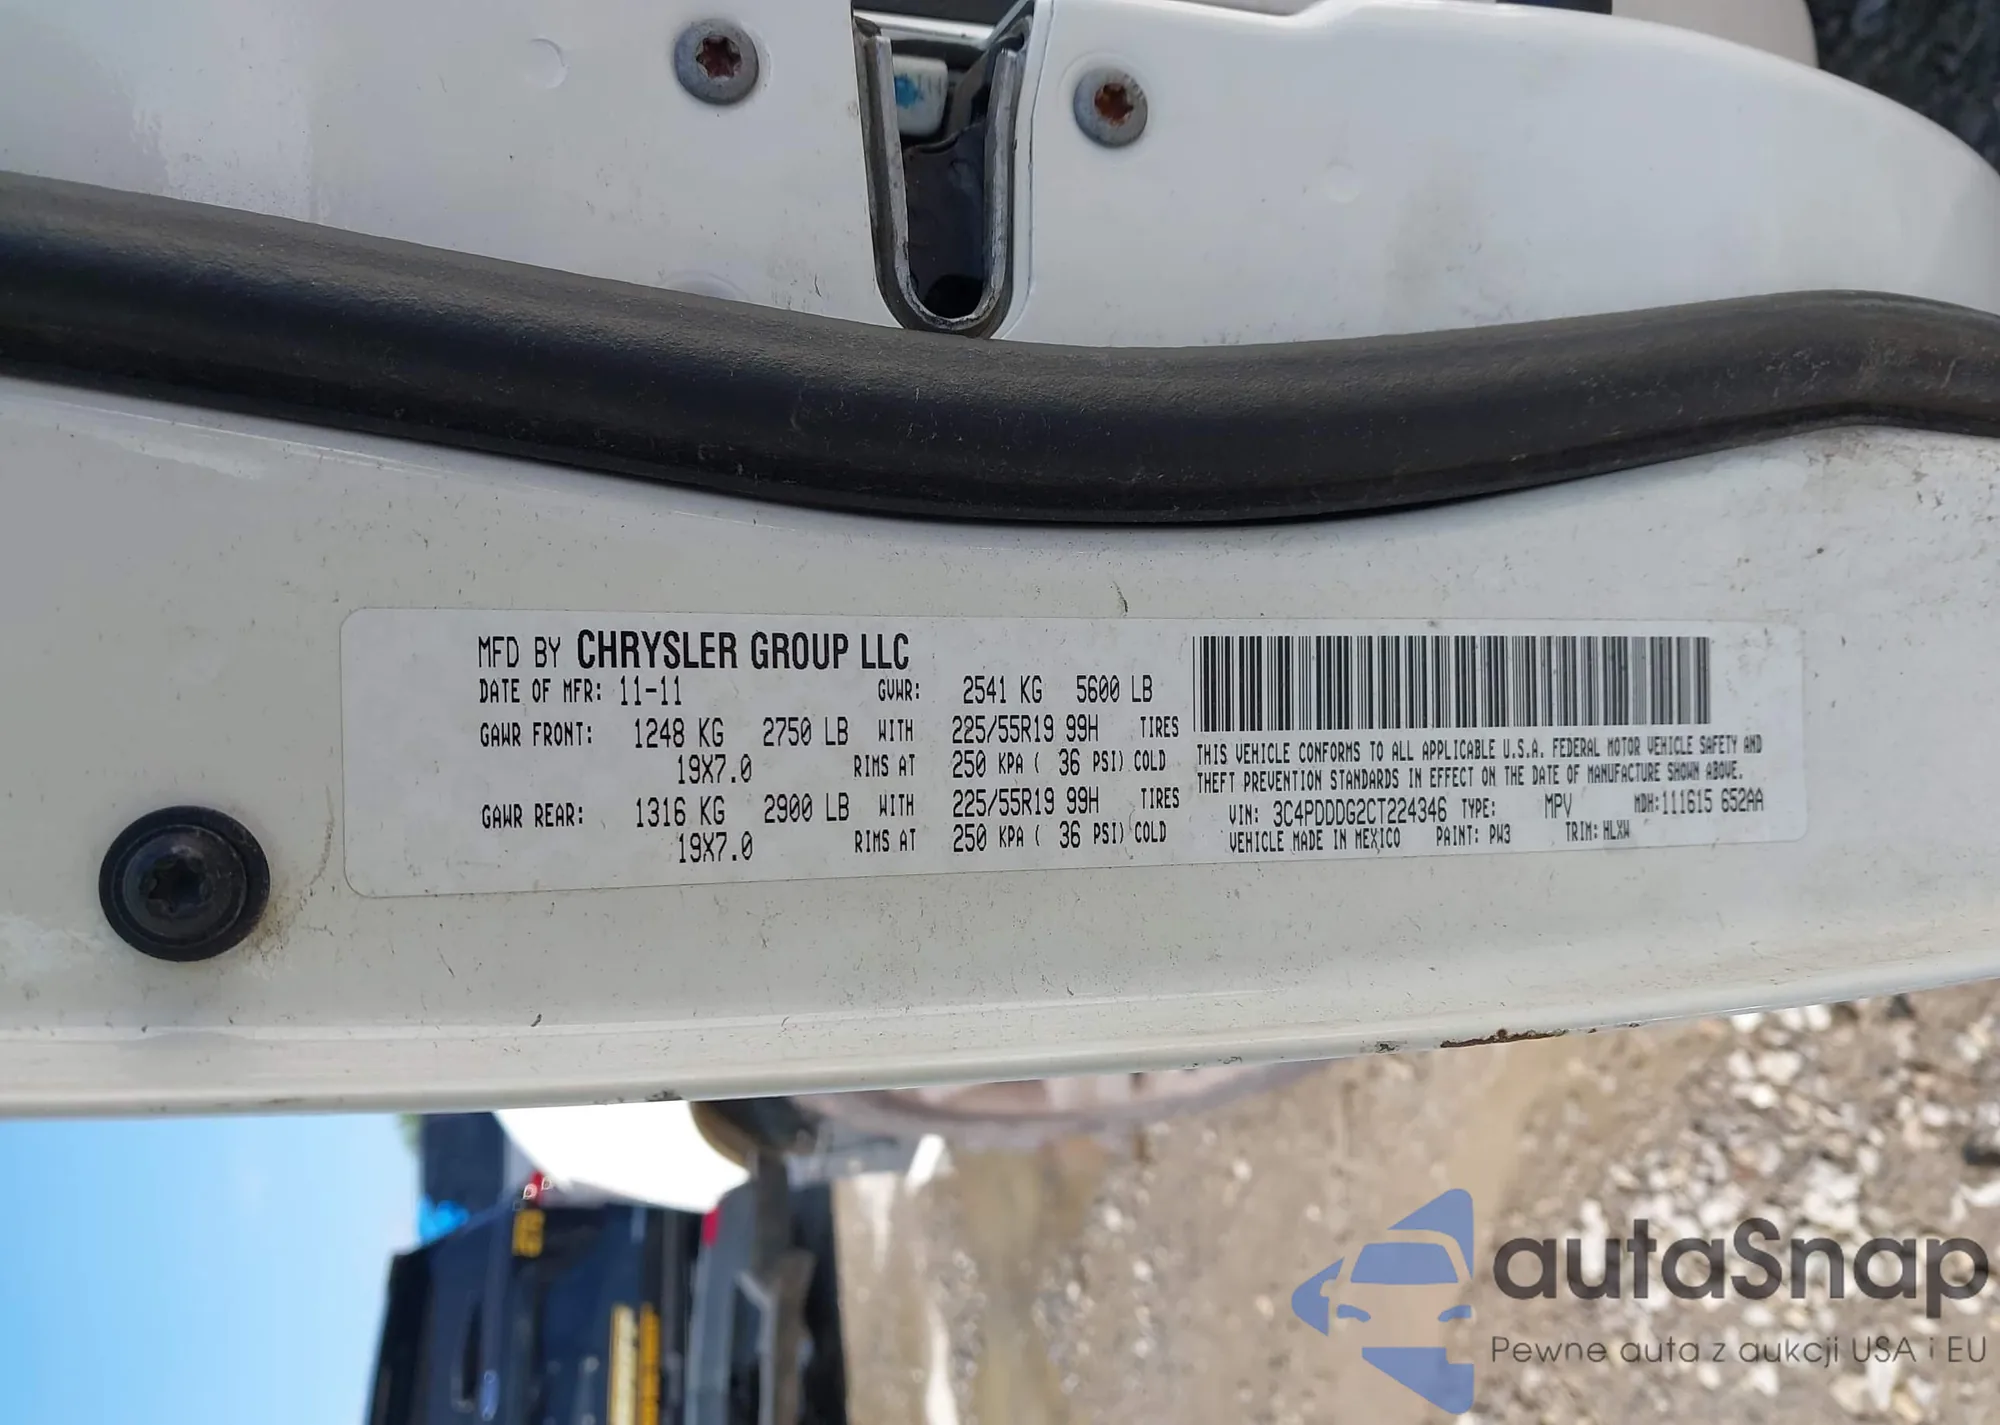 MFD BY CHRYSLER GROUP LLC
DATE OF MFR: 11-11 GVWR: 2541 KG 5600 LB
GAWR FRONT: 1248 KG 2750 LB WITH 225/55R19 99H TIRES
19X7.0 RIMS AT 250 KPA ( 36 PSI) COLD
GAWR REAR: 1316 KG 2900 LB WITH 225/55R19 99H TIRES
19X7.0 RIMS AT 250 KPA ( 36 PSI) COLD
THIS VEHICLE CONFORMS TO ALL APPLICABLE U.S.A. FEDERAL MOTOR VEHICLE SAFETY AND
THEFT PREVENTION STANDARDS IN EFFECT ON THE DATE OF MANUFACTURE SHOWN ABOVE.
VIN: 3C4PDDDG2CT224346 TYPE: MPV MDH:111615 652AA
VEHICLE MADE IN MEXICO PAINT: PW3 TRIM: HLXW
autaSnap
Pewne auta z aukcji USA i EU